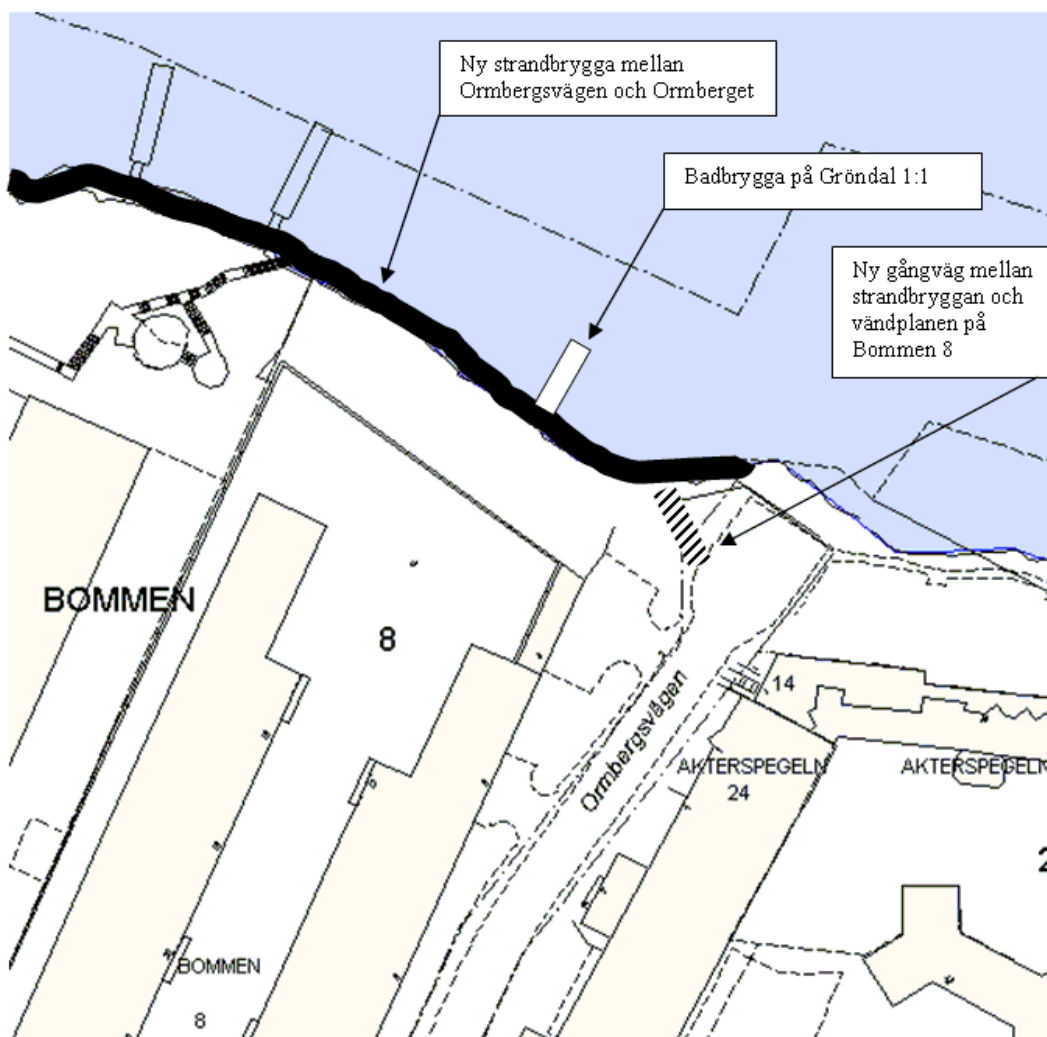 Ny strandbrygga mellan
Ormbergsvägen och Ormberget
Badbrygga på Gröndal 1:1
Ny gångväg mellan
strandbryggan och
vändplanen på
Bommen 8
BOMMEN
8
Ormbergsvägen
14
AKTERSPEGELN
24
AKTERSPEGELN
2
BOMMEN
8